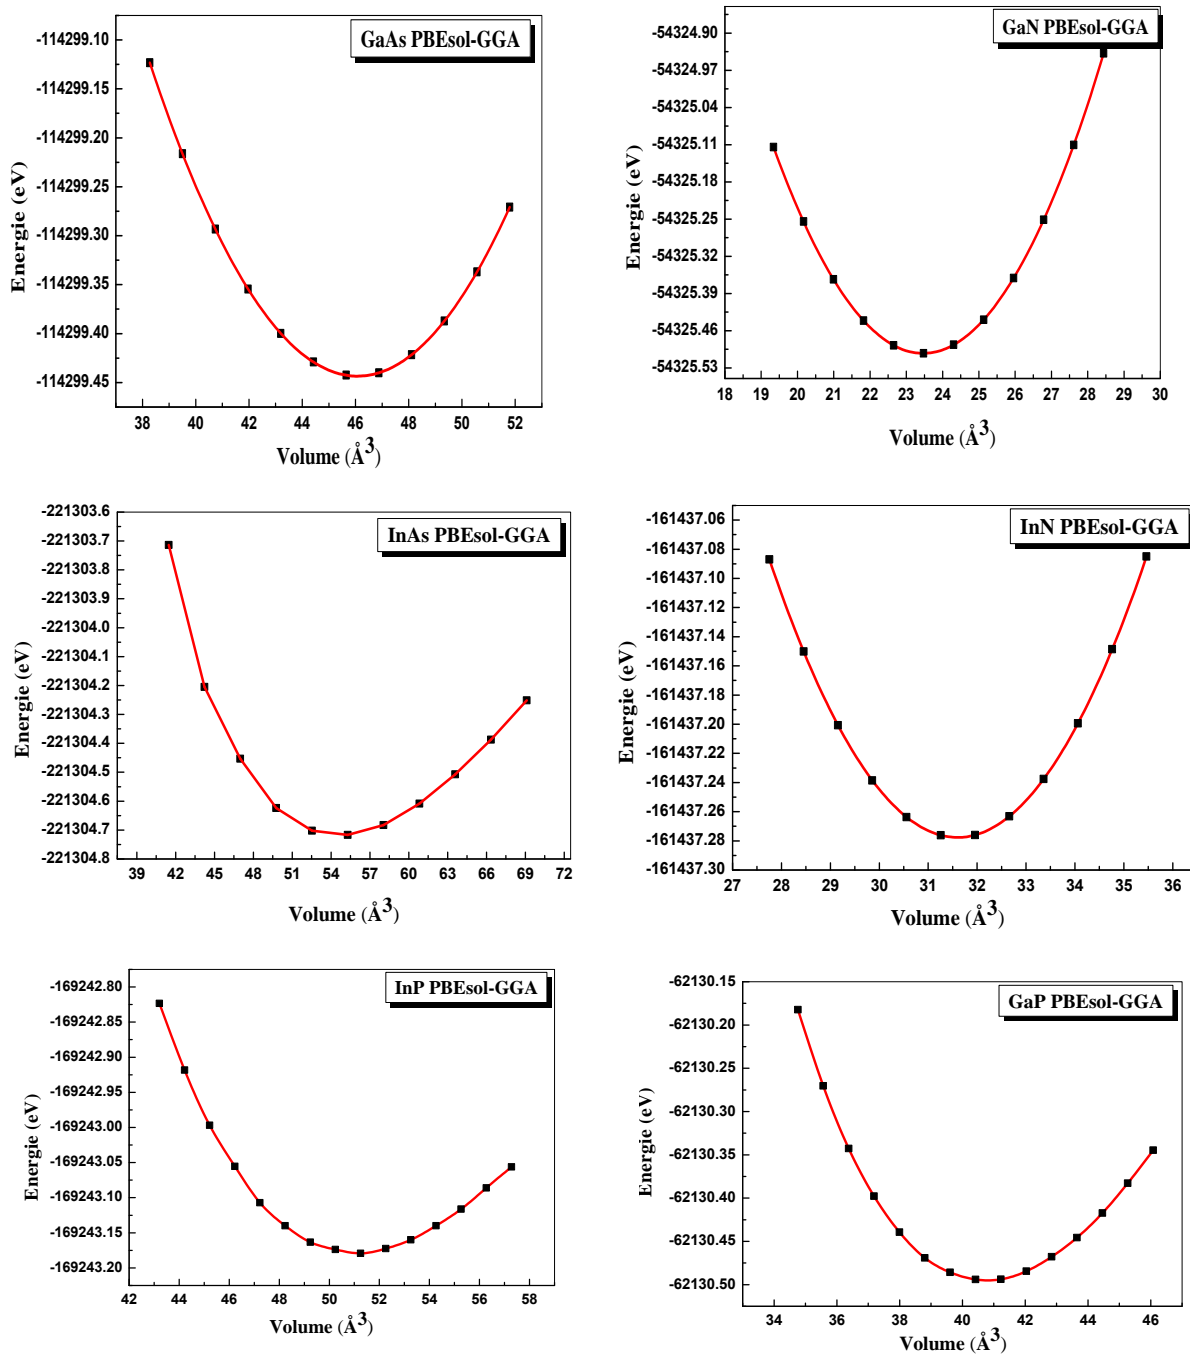 GaAs PBEsol-GGA
Energie (eV)
-114299.10
-114299.15
-114299.20
-114299.25
-114299.30
-114299.35
-114299.40
-114299.45
38 40 42 44 46 48 50 52
Volume (Å3)
GaN PBEsol-GGA
Energie (eV)
-54324.90
-54324.97
-54325.04
-54325.11
-54325.18
-54325.25
-54325.32
-54325.39
-54325.46
-54325.53
18 19 20 21 22 23 24 25 26 27 28 29 30
Volume (Å3)
InAs PBEsol-GGA
Energie (eV)
-221303.6
-221303.7
-221303.8
-221303.9
-221304.0
-221304.1
-221304.2
-221304.3
-221304.4
-221304.5
-221304.6
-221304.7
-221304.8
39 42 45 48 51 54 57 60 63 66 69 72
Volume (Å3)
InN PBEsol-GGA
Energie (eV)
-161437.06
-161437.08
-161437.10
-161437.12
-161437.14
-161437.16
-161437.18
-161437.20
-161437.22
-161437.24
-161437.26
-161437.28
-161437.30
27 28 29 30 31 32 33 34 35 36
Volume (Å3)
InP PBEsol-GGA
Energie (eV)
-169242.80
-169242.85
-169242.90
-169242.95
-169243.00
-169243.05
-169243.10
-169243.15
-169243.20
42 44 46 48 50 52 54 56 58
Volume (Å3)
GaP PBEsol-GGA
Energie (eV)
-62130.15
-62130.20
-62130.25
-62130.30
-62130.35
-62130.40
-62130.45
-62130.50
34 36 38 40 42 44 46
Volume (Å3)